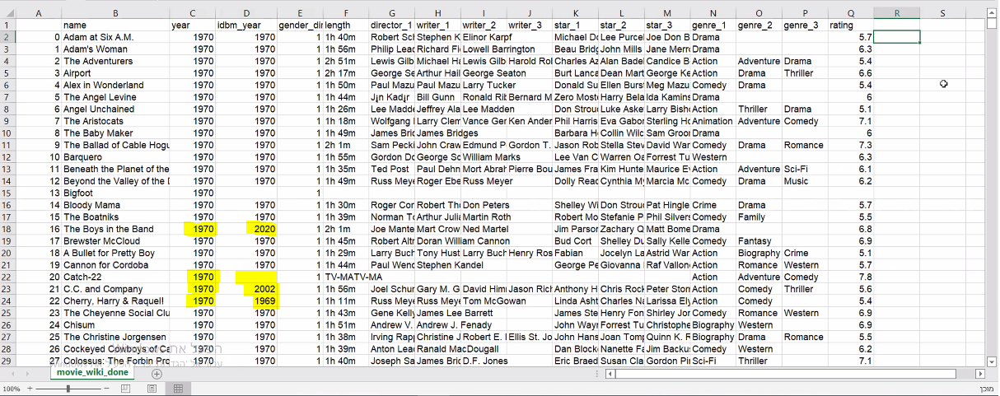 A B C D E F G H I J K L M N O P Q R S
1 name year idbm_year gender_dir length director_1 writer_1 writer_2 writer_3 star_1 star_2 star_3 genre_1 genre_2 genre_3 rating
2 0 Adam at Six A.M. 1970 1970 1 1h 40m Robert Sch Stephen K Elinor Karpf Michael Do Lee Purcel Joe Don B Drama 5.7
3 1 Adam's Woman 1970 1970 1 1h 56m Philip Leac Richard Fi Lowell Barrington Beau Bridg John Mills Jane Merro Drama 6.3
4 2 The Adventurers 1970 1970 1 2h 51m Lewis Gilb Michael Ha Lewis Gilb Harold Rol Charles Az Alan Badel Candice B Action Adventure Drama 5.4
5 3 Airport 1970 1970 1 2h 17m George Se Arthur Hail George Seaton Burt Lanca Dean Mart George Ke Action Drama Thriller 6.6
6 4 Alex in Wonderland 1970 1970 1 1h 50m Paul Mazu Paul Mazu Larry Tucker Donald Su Ellen Burst Meg Mazu Comedy Drama 5.4
7 5 The Angel Levine 1970 1970 1 1h 44m Bill Gunn Ronald Rib Bernard M Zero Most Harry Bela Ida Kamins Drama 6
8 6 Angel Unchained 1970 1970 1 1h 26m Lee Madde Jeffrey Ala Lee Madden Don Strou Luke Aske Larry Bish Action Thriller Drama 5.1
9 7 The Aristocats 1970 1970 1 1h 18m Wolfgang Larry Clem Vance Ger Ken Ander Phil Harris Eva Gabor Sterling Ho Animation Adventure Comedy 7.1
10 8 The Baby Maker 1970 1970 1 1h 49m James Bric James Bridges Barbara He Collin Wilc Sam Groo Drama 6
11 9 The Ballad of Cable Hogu 1970 1970 1 2h 1m Sam Pecki John Craw Edmund P Gordon T. Jason Rob Stella Stev David War Comedy Drama Romance 7.3
12 10 Barquero 1970 1970 1 1h 55m Gordon Do George Sc William Marks Lee Van C Warren Oa Forrest Tu Western 6.3
13 11 Beneath the Planet of the 1970 1970 1 1h 35m Ted Post Paul Dehn Mort Abrah Pierre Bou James Fra Kim Hunte Maurice Ev Action Adventure Sci-Fi 6.1
14 12 Beyond the Valley of the D 1970 1970 1 1h 49m Russ Meye Roger Ebe Russ Meyer Dolly Read Cynthia My Marcia Mc Comedy Drama Music 6.2
15 13 Bigfoot 1970 1
16 14 Bloody Mama 1970 1970 1 1h 30m Roger Cor Robert Tho Don Peters Shelley Wi Don Strou Pat Hingle Crime Drama 5.7
17 15 The Boatniks 1970 1970 1 1h 39m Norman T Arthur Julia Martin Roth Robert Mo Stefanie P Phil Silvers Comedy Family 5.5
18 16 The Boys in the Band 1970 2020 1 2h 1m Joe Mante Mart Crow Ned Martel Jim Parson Zachary Q Matt Bome Drama 6.8
19 17 Brewster McCloud 1970 1970 1 1h 45m Robert Altr Doran William Cannon Bud Cort Shelley Du Sally Kelle Comedy Fantasy 6.9
20 18 A Bullet for Pretty Boy 1970 1970 1 1h 29m Larry Buch Tony Hust Larry Buch Henry Ros Fabian Jocelyn La Astrid War Action Biography Crime 5.1
21 19 Cannon for Cordoba 1970 1970 1 1h 44m Paul Wend Stephen Kandel George Pe Giovanna Raf Vallon Action Romance Western 5.7
22 20 Catch-22 1970 1 TV-MATV-MA Action Adventure Comedy 7.8
23 21 C.C. and Company 1970 2002 1 1h 56m Joel Schur Gary M. G David Himr Jason Rich Anthony H Chris Rock Peter Storr Action Comedy Thriller 5.6
24 22 Cherry, Harry & Raquel! 1970 1969 1 1h 11m Russ Meye Russ Meye Tom McGowan Linda Asht Charles Na Larissa Ely Action Comedy 5.4
25 23 The Cheyenne Social Clu 1970 1970 1 1h 43m Gene Kelly James Lee Barrett James Ste Henry Fon Shirley Jor Comedy Romance Western 6.9
26 24 Chisum 1970 1970 1 1h 51m Andrew V. Andrew J. Fenady John Wayn Forrest Tu Christophe Biography Western 6.9
27 25 The Christine Jorgensen 1970 1970 1 1h 38m Irving Rapp Christine J Robert E. Ellis St. Jo John Hans Joan Tomp Quinn K. R Biography Drama Romance 5.5
28 26 Cockeyed Cowboys of Ca 1970 1970 1 1h 39m Anton Lea Ranald MacDougall Dan Block Nanette Fa Jim Backu Comedy Western 6.2
29 27 Colossus: The Forbin Pro 1970 1970 1 1h 40m Joseph Sa James Bric D.F. Jones Eric Braed Susan Cla Gordon Pi Sci-Fi Thriller 7.1
הפעל את Windows
movie_wiki_done
100% מוכן